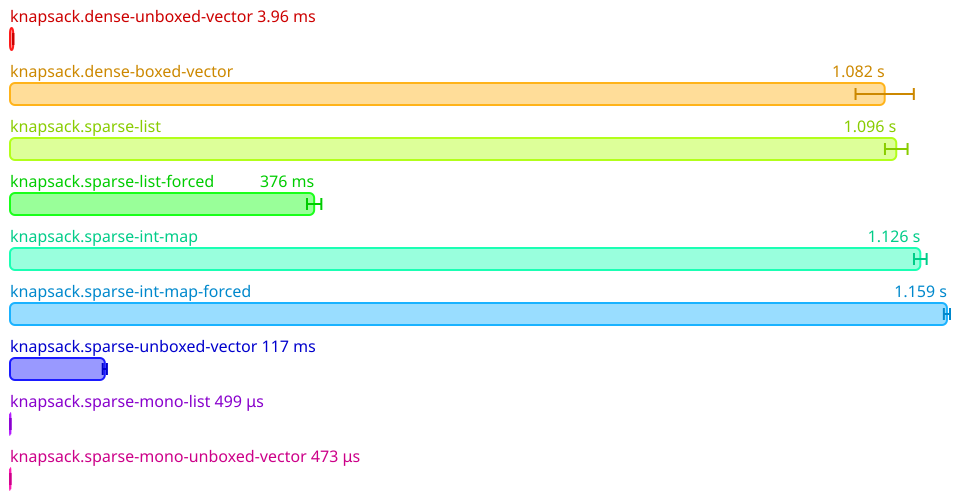 knapsack.dense-unboxed-vector 3.96 ms
knapsack.dense-boxed-vector 1.082 s
knapsack.sparse-list 1.096 s
knapsack.sparse-list-forced 376 ms
knapsack.sparse-int-map 1.126 s
knapsack.sparse-int-map-forced 1.159 s
knapsack.sparse-unboxed-vector 117 ms
knapsack.sparse-mono-list 499 μs
knapsack.sparse-mono-unboxed-vector 473 μs